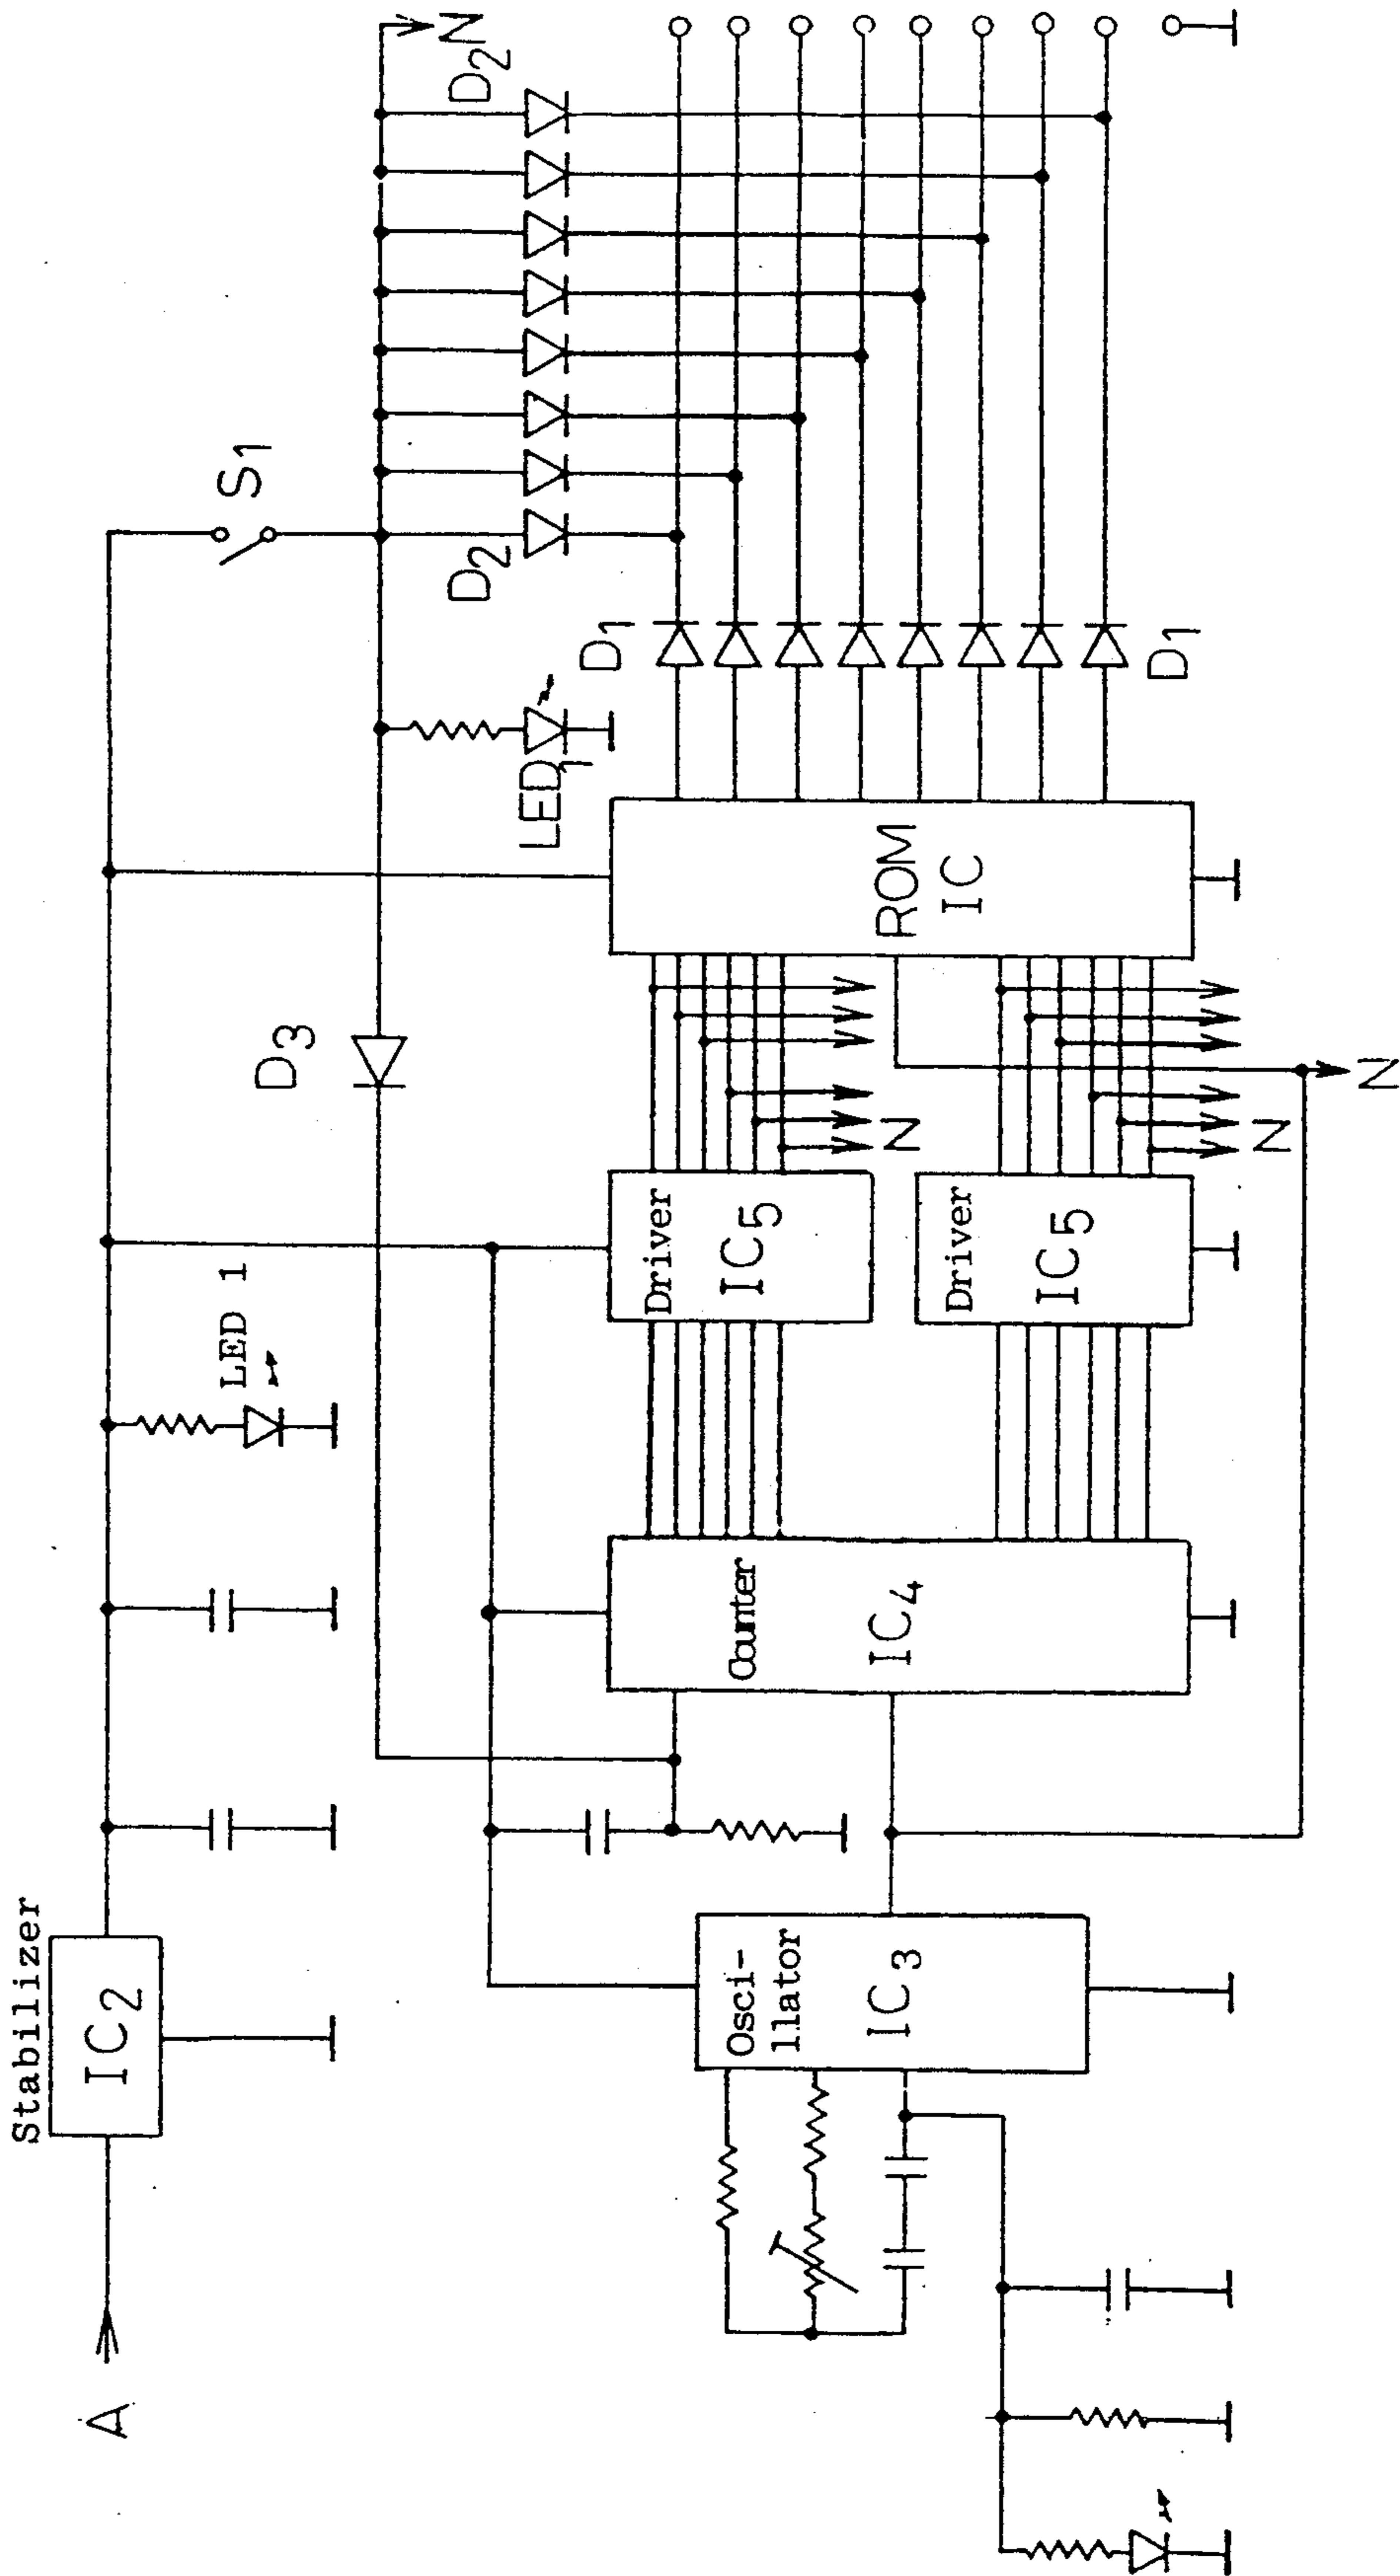 A
Stabilizer
IC2
LED 1
D3
S1
LED1
D2
D2
N
Osci-
llator
IC3
Counter
IC4
Driver
IC5
Driver
IC5
N
N
N
ROM
IC
D1
D1